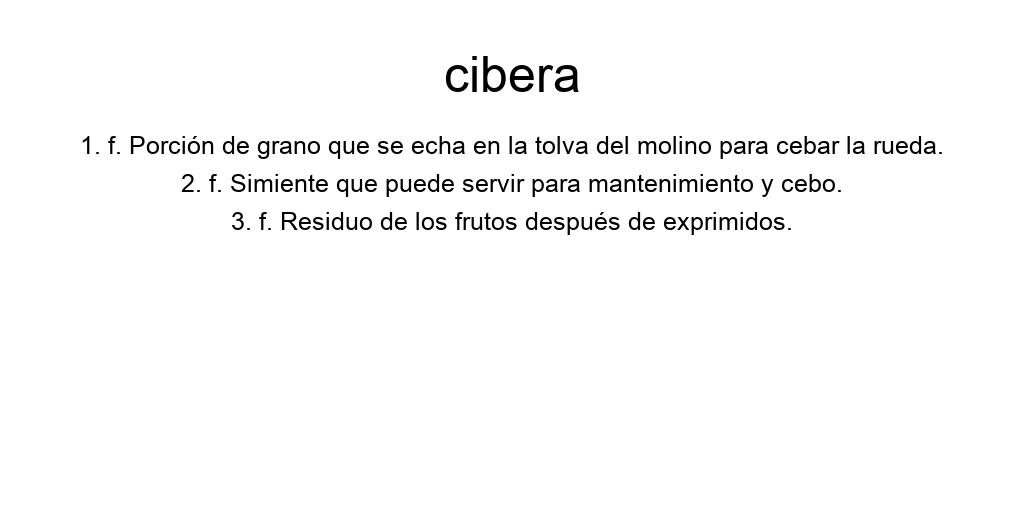 cibera
1. f. Porción de grano que se echa en la tolva del molino para cebar la rueda.
2. f. Simiente que puede servir para mantenimiento y cebo.
3. f. Residuo de los frutos después de exprimidos.